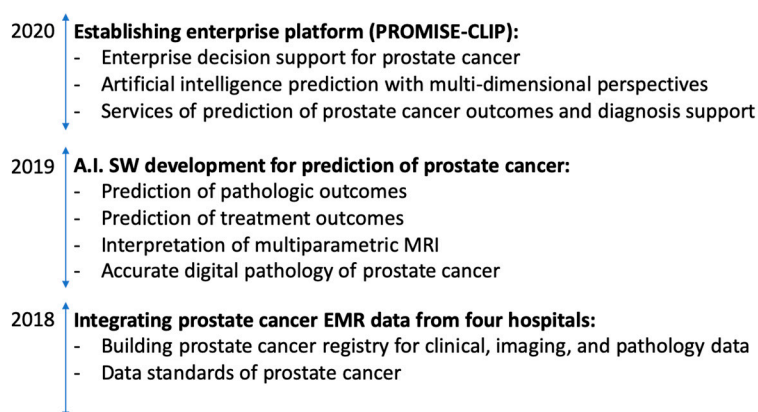 2020 Establishing enterprise platform (PROMISE-CLIP):
- Enterprise decision support for prostate cancer
- Artificial intelligence prediction with multi-dimensional perspectives
- Services of prediction of prostate cancer outcomes and diagnosis support
2019 A.I. SW development for prediction of prostate cancer:
- Prediction of pathologic outcomes
- Prediction of treatment outcomes
- Interpretation of multiparametric MRI
- Accurate digital pathology of prostate cancer
2018 Integrating prostate cancer EMR data from four hospitals:
- Building prostate cancer registry for clinical, imaging, and pathology data
- Data standards of prostate cancer